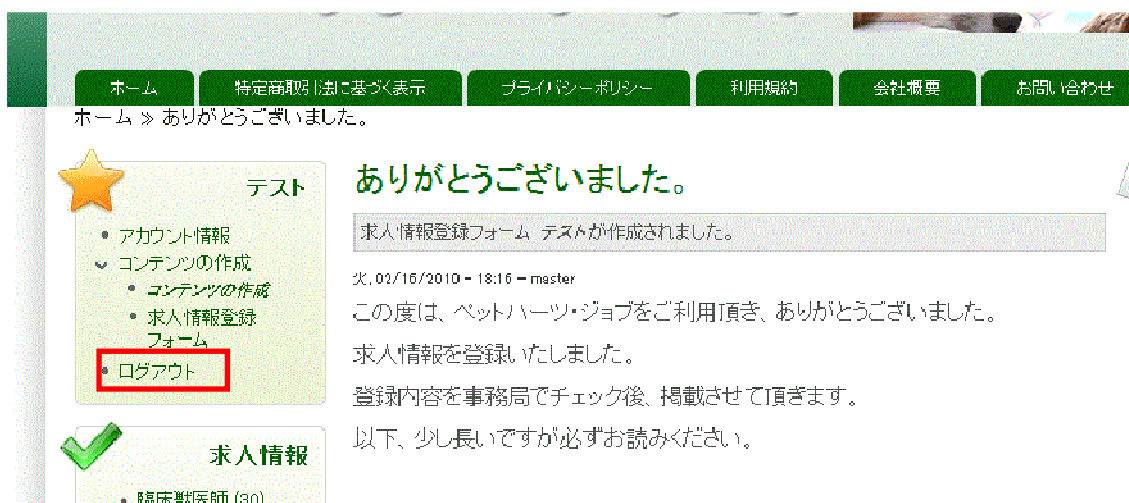 ホーム 特定商取引法に基づく表示 プライバシーポリシー 利用規約 会社概要 お問い合わせ
ホーム » ありがとうございました。
テスト
アカウント情報
コンテンツの作成
コンテンツの作成
求人情報登録
フォーム
ログアウト
求人情報
臨床獣医師 (30)
ありがとうございました。
求人情報登録フォーム テストが作成されました。
火, 02/16/2010 - 18:16 — master
この度は、ペットハーツ・ジョブをご利用頂き、ありがとうございました。
求人情報を登録いたしました。
登録内容を事務局でチェック後、掲載させて頂きます。
以下、少し長いですが必ずお読みください。